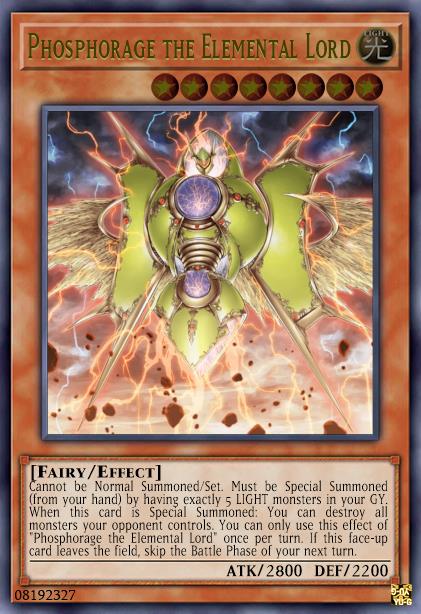 Phosphorage the Elemental Lord
LIGHT
光
[Fairy/Effect]
Cannot be Normal Summoned/Set. Must be Special Summoned
(from your hand) by having exactly 5 LIGHT monsters in your GY.
When this card is Special Summoned: You can destroy all
monsters your opponent controls. You can only use this effect of
"Phosphorage the Elemental Lord" once per turn. If this face-up
card leaves the field, skip the Battle Phase of your next turn.
ATK/2800 DEF/2200
08192327